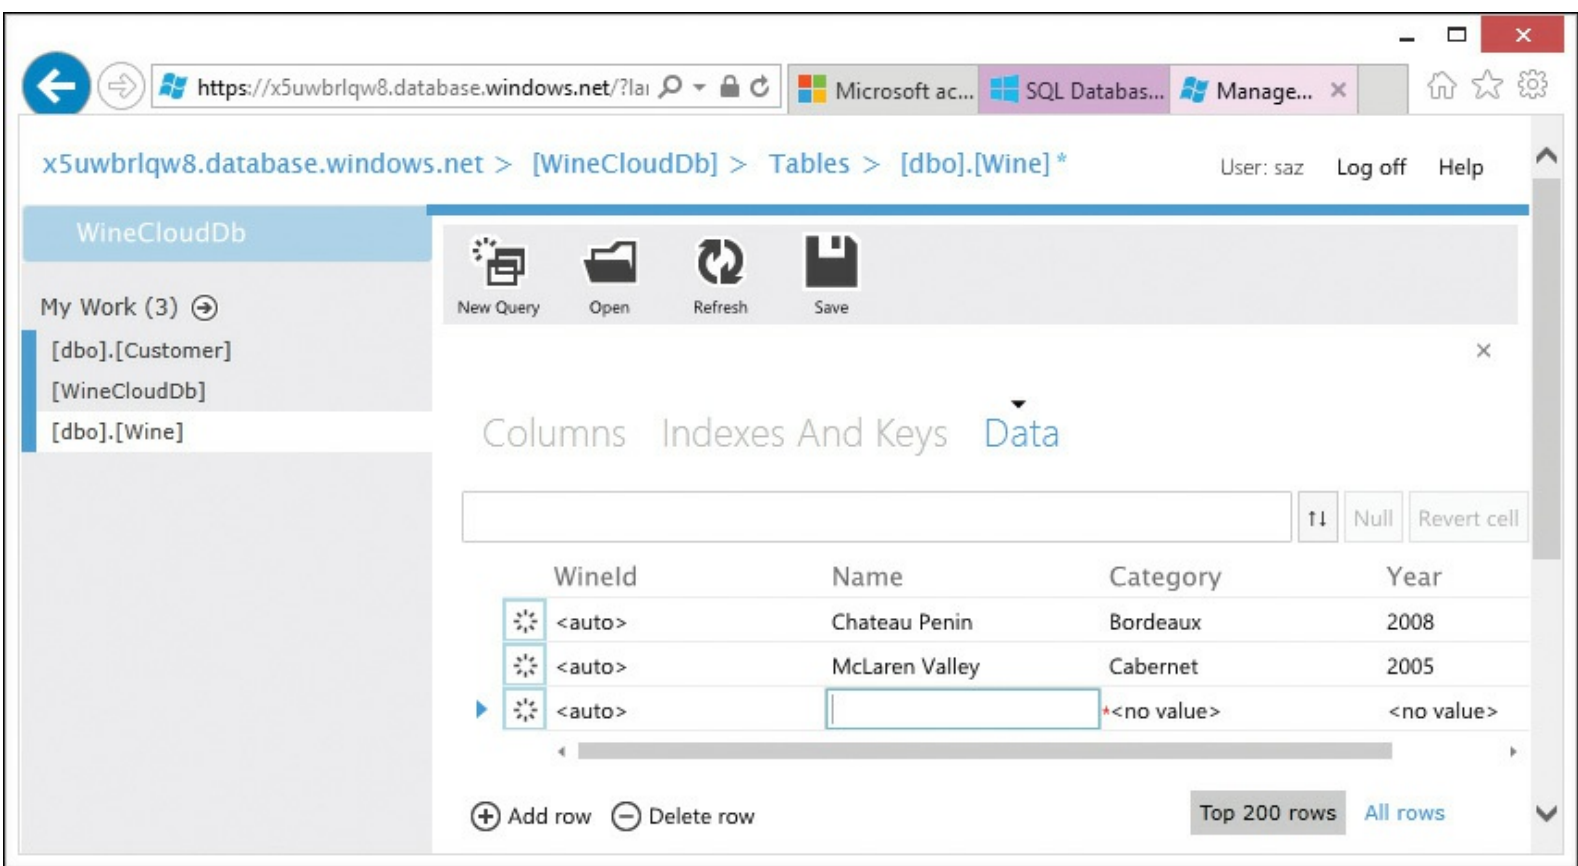 https://x5uwbrlqw8.database.windows.net/?lai
Microsoft ac...
SQL Databas...
Manage...
x5uwbrlqw8.database.windows.net > [WineCloudDb] > Tables > [dbo].[Wine] *
User: saz Log off Help
WineCloudDb
My Work (3)
[dbo].[Customer]
[WineCloudDb]
[dbo].[Wine]
New Query Open Refresh Save
Columns Indexes And Keys Data
Null Revert cell
WineId Name Category Year
<auto> Chateau Penin Bordeaux 2008
<auto> McLaren Valley Cabernet 2005
<auto> *<no value> <no value>
Add row Delete row Top 200 rows All rows